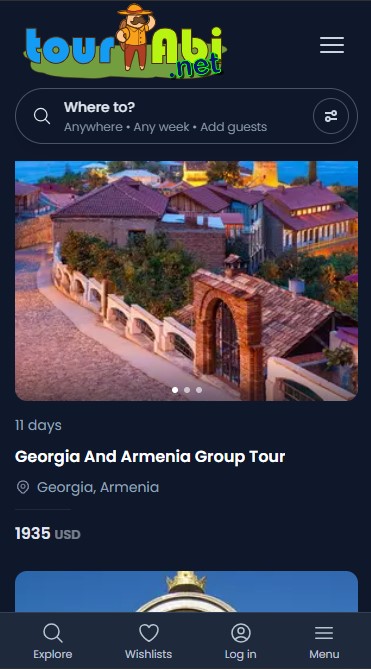 tour Abi
.net
Where to?
Anywhere • Any week • Add guests
11 days
Georgia And Armenia Group Tour
Georgia, Armenia
1935 USD
Explore
Wishlists
Log in
Menu